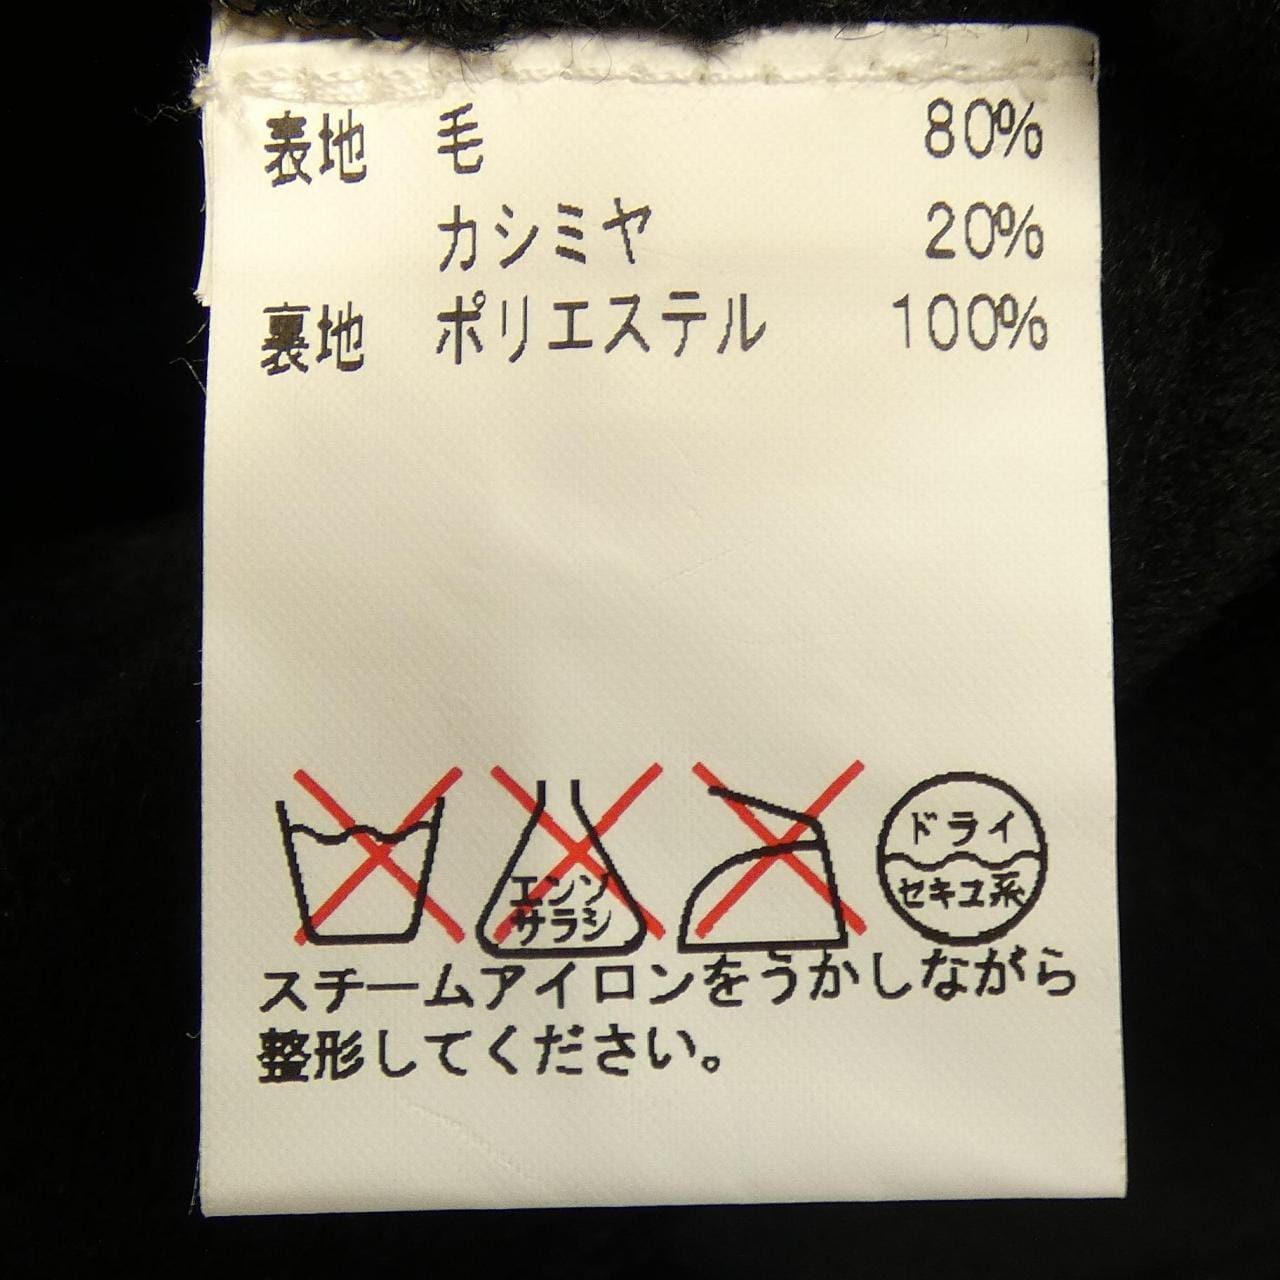 表地 毛 80%
カシミヤ 20%
裏地 ポリエステル 100%
エンソ
サラシ
ドライ
セキユ系
スチームアイロンをうかしながら
整形してください。